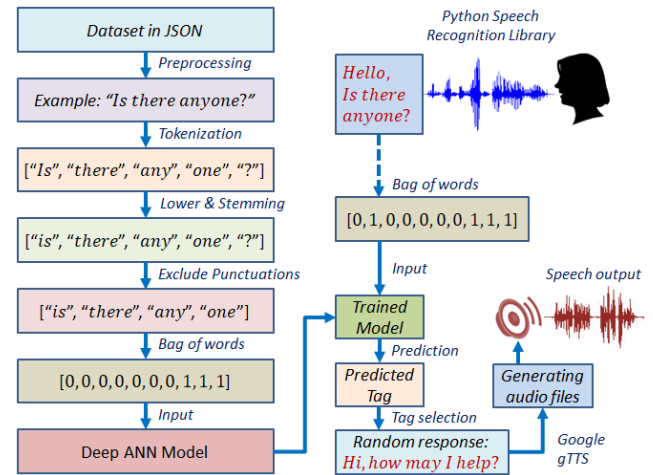 Dataset in JSON
Preprocessing
Example: “Is there anyone?”
Tokenization
[“Is”, “there”, “any”, “one”, “?”]
Lower & Stemming
[“is”, “there”, “any”, “one”, “?”]
Exclude Punctuations
[“is”, “there”, “any”, “one”]
Bag of words
[0, 0, 0, 0, 0, 0, 0, 1, 1, 1]
Input
Deep ANN Model
Python Speech
Recognition Library
Hello,
Is there
anyone?
Bag of words
[0, 1, 0, 0, 0, 0, 0, 1, 1, 1]
Input
Trained
Model
Prediction
Predicted
Tag
Tag selection
Random response:
Hi, how may I help?
Google
gTTS
Generating
audio files
Speech output